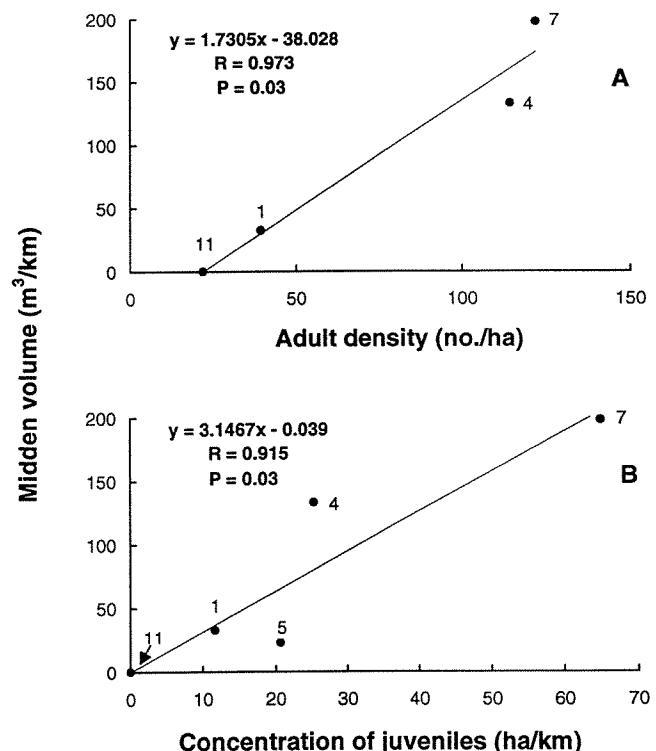 200
7
y = 1.7305x - 38.028
R = 0.973
P = 0.03
A
150
4
100
50
1
11
0
0
50
100
150
Adult density (no./ha)
Midden volume (m³/km)
200
7
y = 3.1467x - 0.039
R = 0.915
P = 0.03
B
150
4
100
50
1
5
11
0
0
10
20
30
40
50
60
70
Concentration of juveniles (ha/km)